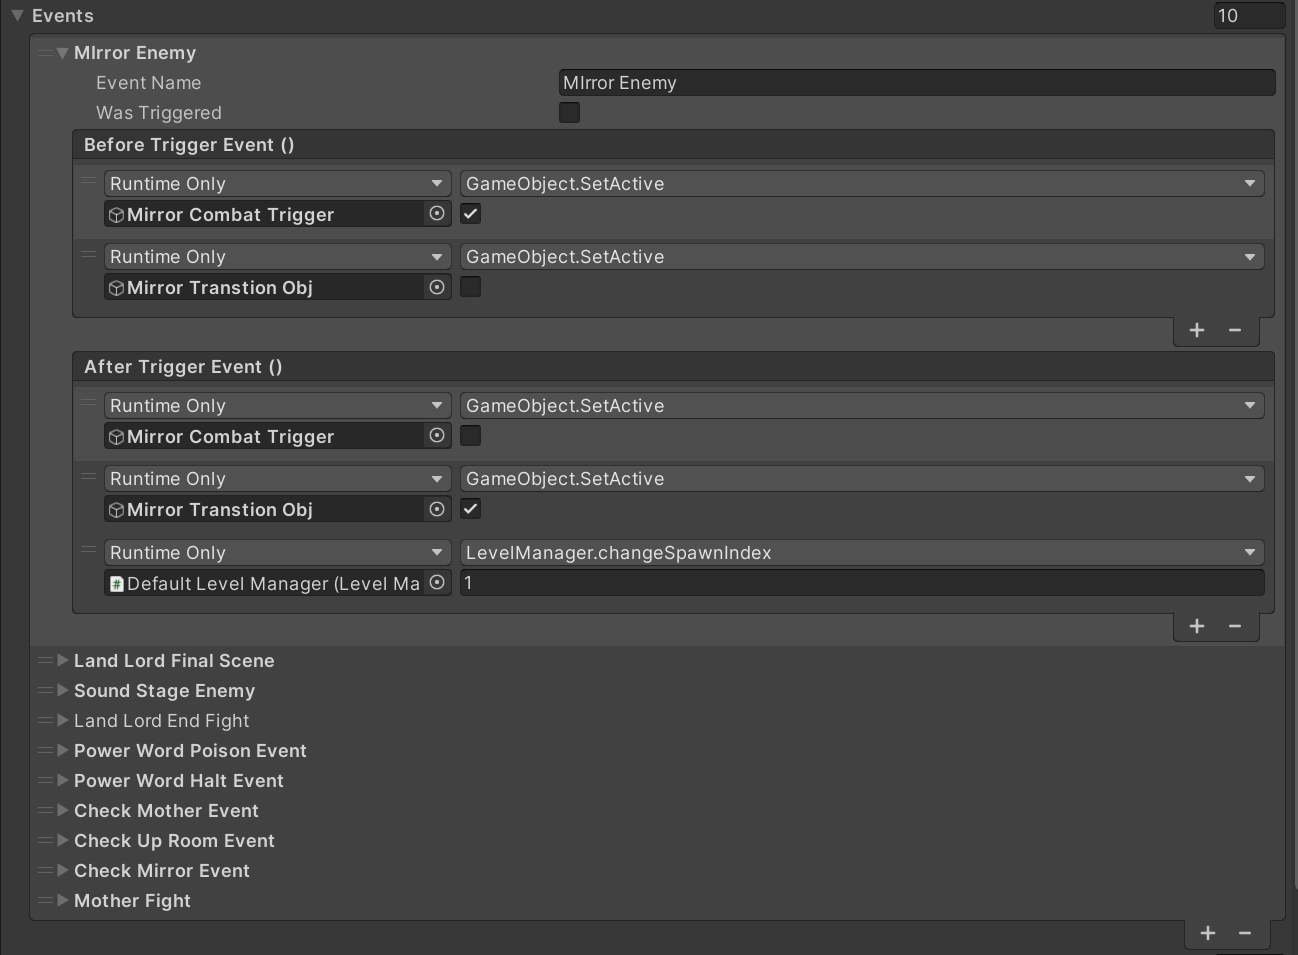 Events 10
MIrror Enemy
Event Name MIrror Enemy
Was Triggered
Before Trigger Event ()
Runtime Only GameObject.SetActive
Mirror Combat Trigger
Runtime Only GameObject.SetActive
Mirror Transtion Obj
+ −
After Trigger Event ()
Runtime Only GameObject.SetActive
Mirror Combat Trigger
Runtime Only GameObject.SetActive
Mirror Transtion Obj
Runtime Only LevelManager.changeSpawnIndex
# Default Level Manager (Level Ma 1
+ −
Land Lord Final Scene
Sound Stage Enemy
Land Lord End Fight
Power Word Poison Event
Power Word Halt Event
Check Mother Event
Check Up Room Event
Check Mirror Event
Mother Fight
+ −